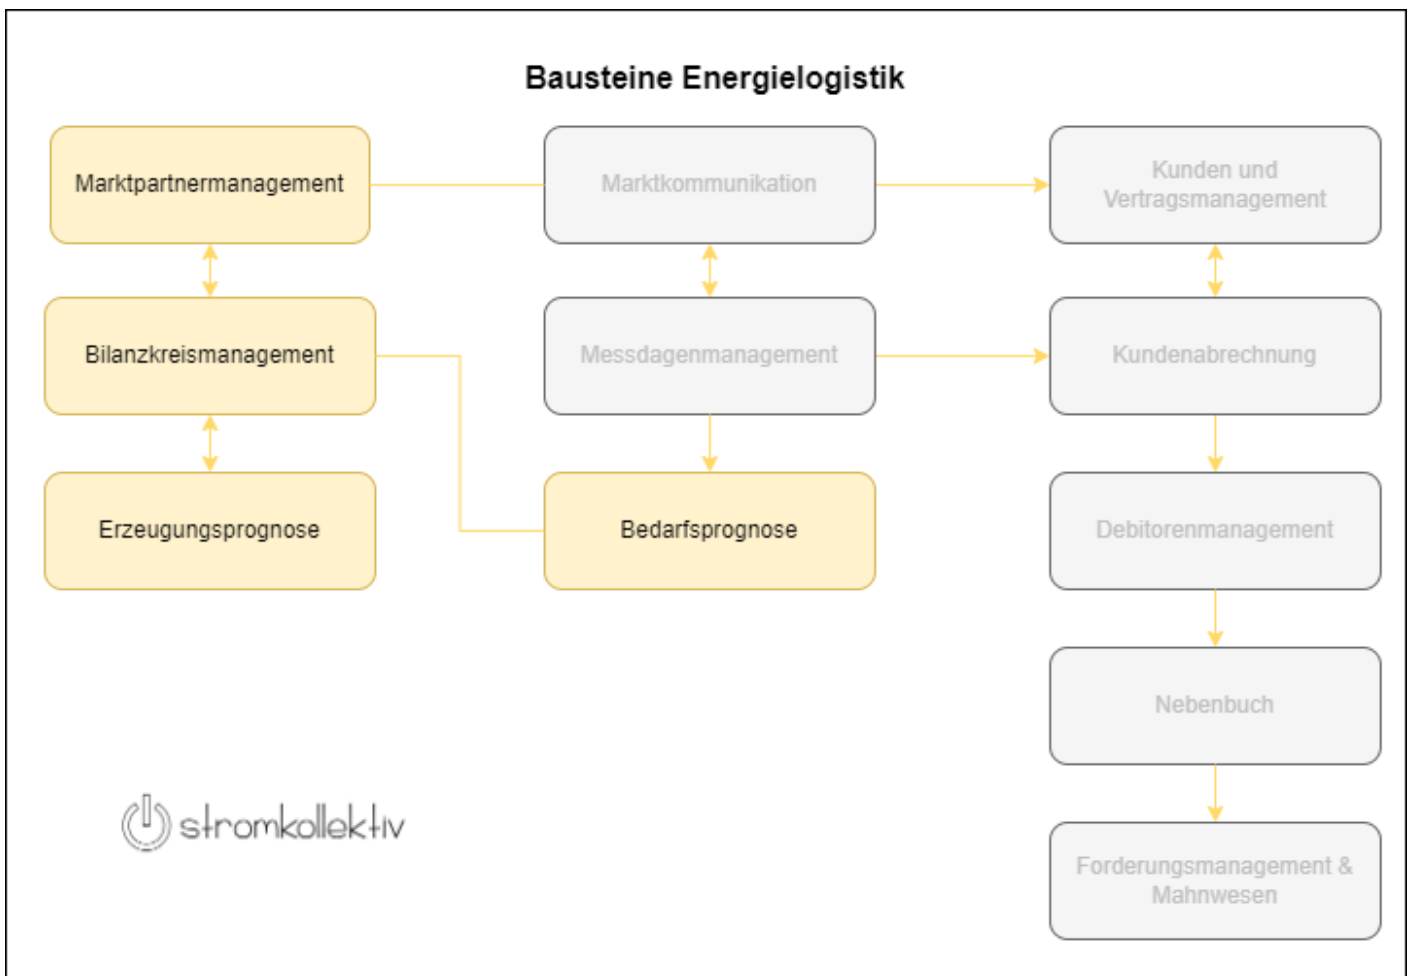 Bausteine Energielogistik
Marktpartnermanagement
Marktkommunikation
Kunden und
Vertragsmanagement
Bilanzkreismanagement
Messdagenmanagement
Kundenabrechnung
Erzeugungsprognose
Bedarfsprognose
Debitorenmanagement
Nebenbuch
stromkollektiv
Forderungsmanagement &
Mahnwesen